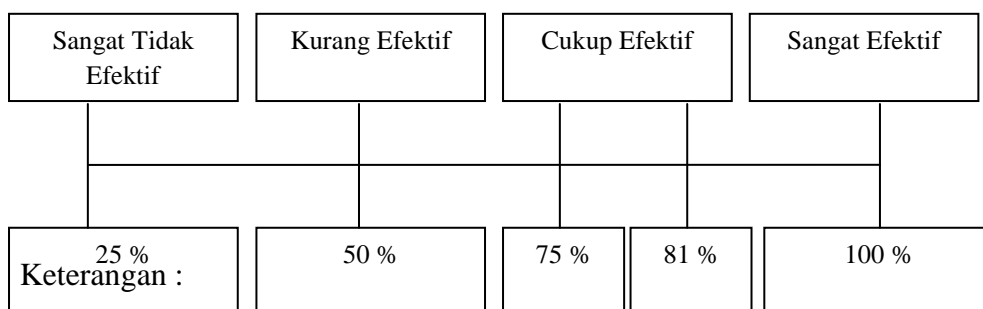 Sangat Tidak
Efektif
Kurang Efektif
Cukup Efektif
Sangat Efektif
25 %
50 %
75 %
81 %
100 %
Keterangan :